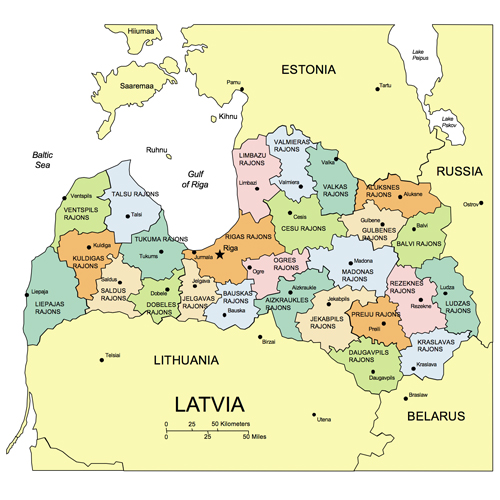 Hiiumaa
Lake
Peipus
ESTONIA
Saaremaa
Parnu
Tartu
Kihnu
Lake
Pskov
Baltic
Sea
Ruhnu
Gulf
of Riga
RUSSIA
Ostrov
VALMIERAS
RAJONS
Valmiera
LIMBAZU
RAJONS
Limbazi
Valka
VALKAS
RAJONS
ALUKSNES
RAJONS
Alukane
Ventspils
VENTSPILS
RAJONS
TALSU RAJONS
Talsi
Cesis
CESU RAJONS
Gulbene
GULBENES
RAJONS
Balvi
BALVI RAJONS
TUKUMA RAJONS
Tukums
RIGAS RAJONS
Riga
Jurmala
Kuldiga
KULDIGAS
RAJONS
OGRES
RAJONS
Ogre
Madona
MADONAS
RAJONS
Saldus
SALDUS
RAJONS
Dobele
DOBELES
RAJONS
Jelgava
JELGAVAS
RAJONS
BAUSKAS
RAJONS
Bauska
Aizkraukle
AIZKRAUKLES
RAJONS
REZEKNES
RAJONS
Rezekne
Ludza
LUDZAS
RAJONS
Liepaja
LIEPAJAS
RAJONS
Jekabpils
JEKABPILS
RAJONS
PREIJU RAJONS
Preili
KRASLAVAS
RAJONS
Kraslava
DAUGAVPILS
RAJONS
Daugavpils
Birzai
Telsiai
LITHUANIA
Braslaw
BELARUS
Utena
LATVIA
0 25 50 Kilometers
0 25 50 Miles